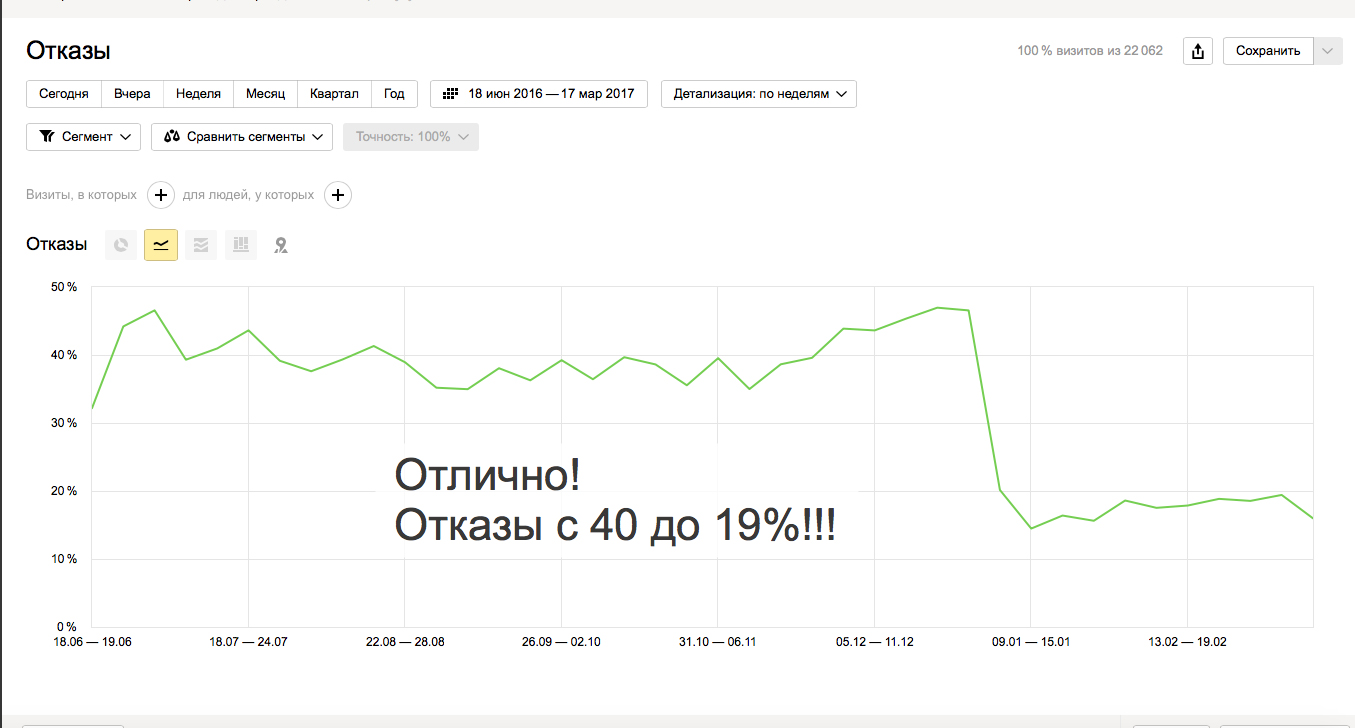 Отказы
100 % визитов из 22 062
Сохранить
Сегодня Вчера Неделя Месяц Квартал Год
18 июн 2016 — 17 мар 2017
Детализация: по неделям
Сегмент
Сравнить сегменты
Точность: 100%
Визиты, в которых + для людей, у которых +
Отказы
50 %
40 %
30 %
20 %
10 %
0 %
Отлично!
Отказы с 40 до 19%!!!
18.06 — 19.06
18.07 — 24.07
22.08 — 28.08
26.09 — 02.10
31.10 — 06.11
05.12 — 11.12
09.01 — 15.01
13.02 — 19.02